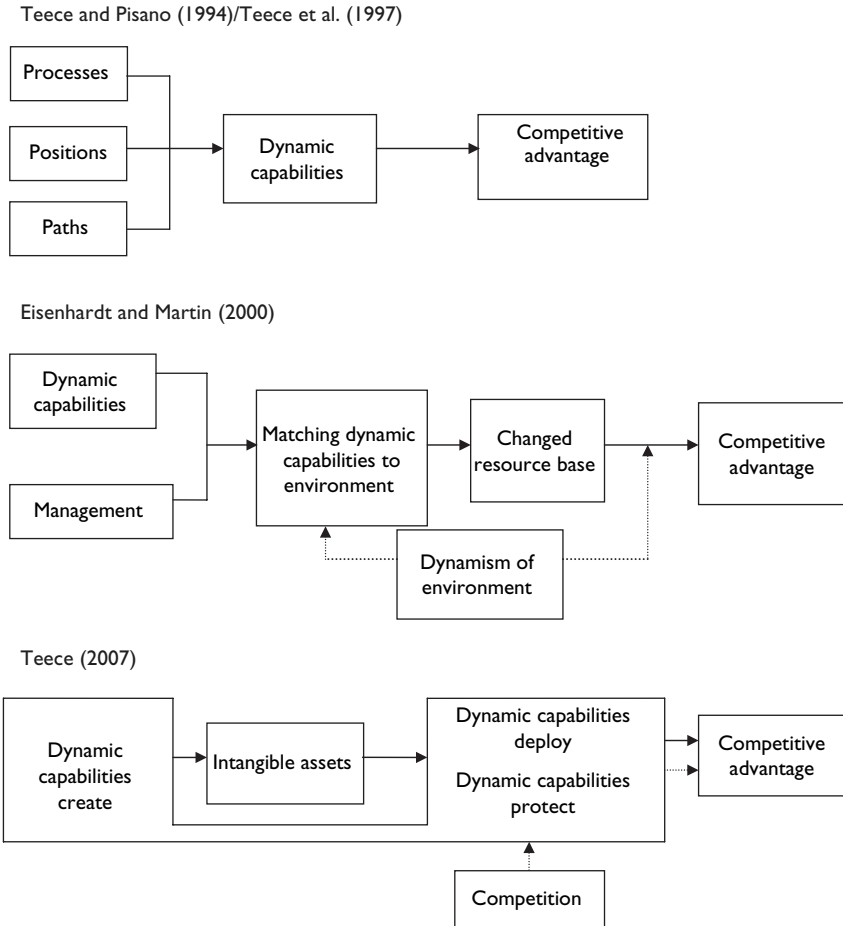 Teece and Pisano (1994)/Teece et al. (1997)
Processes
Positions
Paths
Dynamic
capabilities
Competitive
advantage
Eisenhardt and Martin (2000)
Dynamic
capabilities
Management
Matching dynamic
capabilities to
environment
Changed
resource base
Competitive
advantage
Dynamism of
environment
Teece (2007)
Dynamic
capabilities
create
Intangible assets
Dynamic capabilities
deploy
Dynamic capabilities
protect
Competitive
advantage
Competition